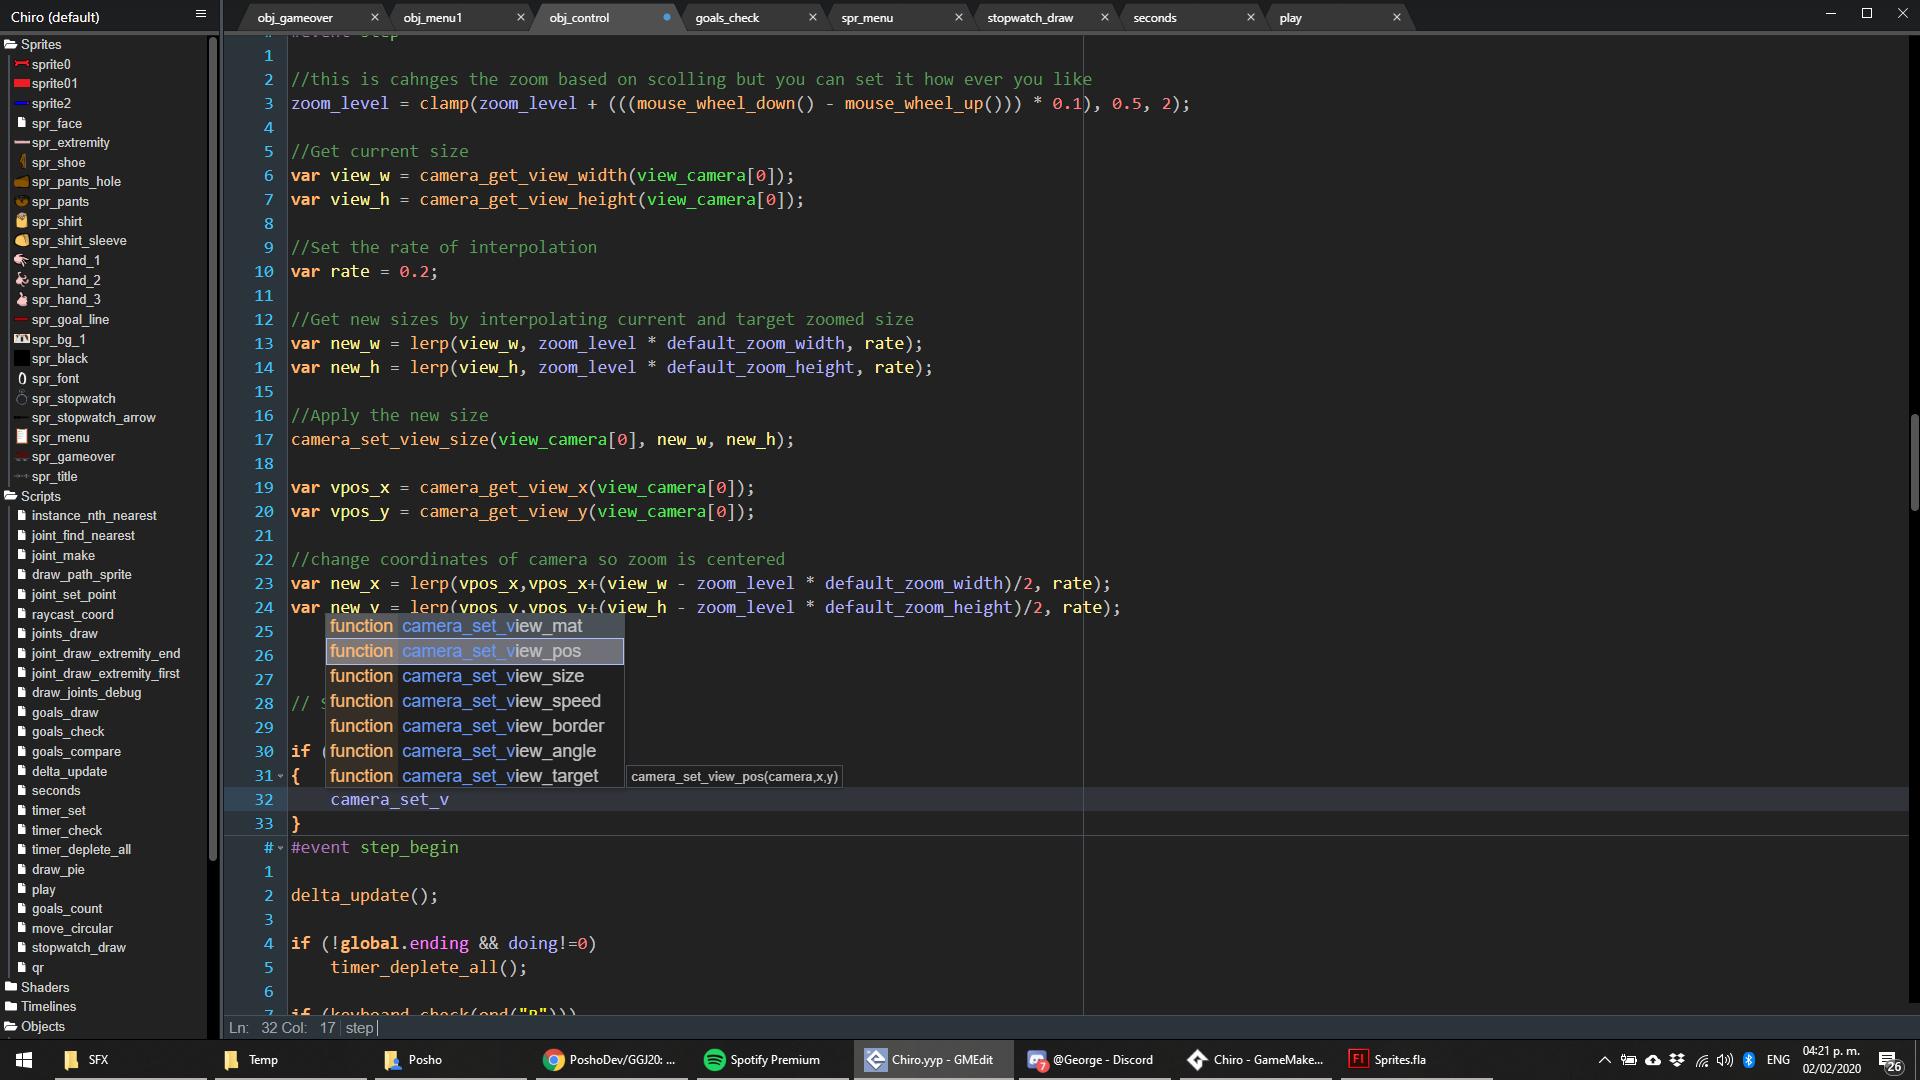 Chiro (default)
obj_gameover
obj_menu1
obj_control
goals_check
spr_menu
stopwatch_draw
seconds
play
Sprites
sprite0
sprite01
sprite2
spr_face
spr_extremity
spr_shoe
spr_pants_hole
spr_pants
spr_shirt
spr_shirt_sleeve
spr_hand_1
spr_hand_2
spr_hand_3
spr_goal_line
spr_bg_1
spr_black
spr_font
spr_stopwatch
spr_stopwatch_arrow
spr_menu
spr_gameover
spr_title
Scripts
instance_nth_nearest
joint_find_nearest
joint_make
draw_path_sprite
joint_set_point
raycast_coord
joints_draw
joint_draw_extremity_end
joint_draw_extremity_first
draw_joints_debug
goals_draw
goals_check
goals_compare
delta_update
seconds
timer_set
timer_check
timer_deplete_all
draw_pie
play
goals_count
move_circular
stopwatch_draw
qr
Shaders
Timelines
Objects
#event step
1
2 //this is cahnges the zoom based on scolling but you can set it how ever you like
3 zoom_level = clamp(zoom_level + (((mouse_wheel_down() - mouse_wheel_up())) * 0.1), 0.5, 2);
4
5 //Get current size
6 var view_w = camera_get_view_width(view_camera[0]);
7 var view_h = camera_get_view_height(view_camera[0]);
8
9 //Set the rate of interpolation
10 var rate = 0.2;
11
12 //Get new sizes by interpolating current and target zoomed size
13 var new_w = lerp(view_w, zoom_level * default_zoom_width, rate);
14 var new_h = lerp(view_h, zoom_level * default_zoom_height, rate);
15
16 //Apply the new size
17 camera_set_view_size(view_camera[0], new_w, new_h);
18
19 var vpos_x = camera_get_view_x(view_camera[0]);
20 var vpos_y = camera_get_view_y(view_camera[0]);
21
22 //change coordinates of camera so zoom is centered
23 var new_x = lerp(vpos_x,vpos_x+(view_w - zoom_level * default_zoom_width)/2, rate);
24 var new_y = lerp(vpos_y,vpos_y+(view_h - zoom_level * default_zoom_height)/2, rate);
25
function camera_set_view_mat
26
function camera_set_view_pos
27
function camera_set_view_size
28 //
function camera_set_view_speed
29
function camera_set_view_border
30 if (
function camera_set_view_angle
31 {
function camera_set_view_target
camera_set_view_pos(camera,x,y)
32 camera_set_v
33 }
# #event step_begin
1
2 delta_update();
3
4 if (!global.ending && doing!=0)
5 timer_deplete_all();
6
7 if (keyboard_check(ord("R")))
Ln: 32 Col: 17 step
SFX
Temp
Posho
PoshoDev/GGJ20: ...
Spotify Premium
Chiro.yyp - GMEdit
7
@George - Discord
Chiro - GameMake...
Fl
Sprites.fla
ENG
04:21 p. m.
02/02/2020
26